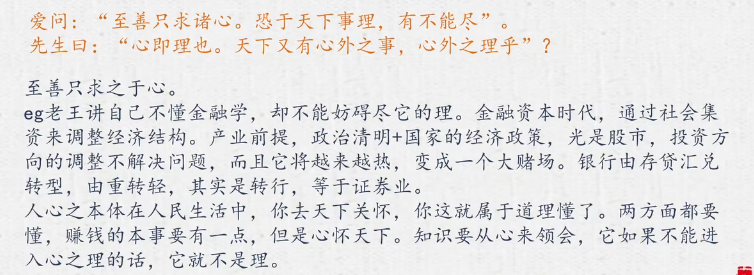 爱问：“至善只求诸心。恐于天下事理，有不能尽”。
先生曰：“心即理也。天下又有心外之事，心外之理乎”？
至善只求之于心。
eg老王讲自己不懂金融学，却不能妨碍尽它的理。金融资本时代，通过社会集
资来调整经济结构。产业前提，政治清明+国家的经济政策，光是股市，投资方
向的调整不解决问题，而且它将越来越热，变成一个大赌场。银行由存贷汇兑
转型，由重转轻，其实是转行，等于证券业。
人心之本体在人民生活中，你去天下关怀，你这就属于道理懂了。两方面都要
懂，赚钱的本事要有一点，但是心怀天下。知识要从心来领会，它如果不能进
入心之理的话，它就不是理。